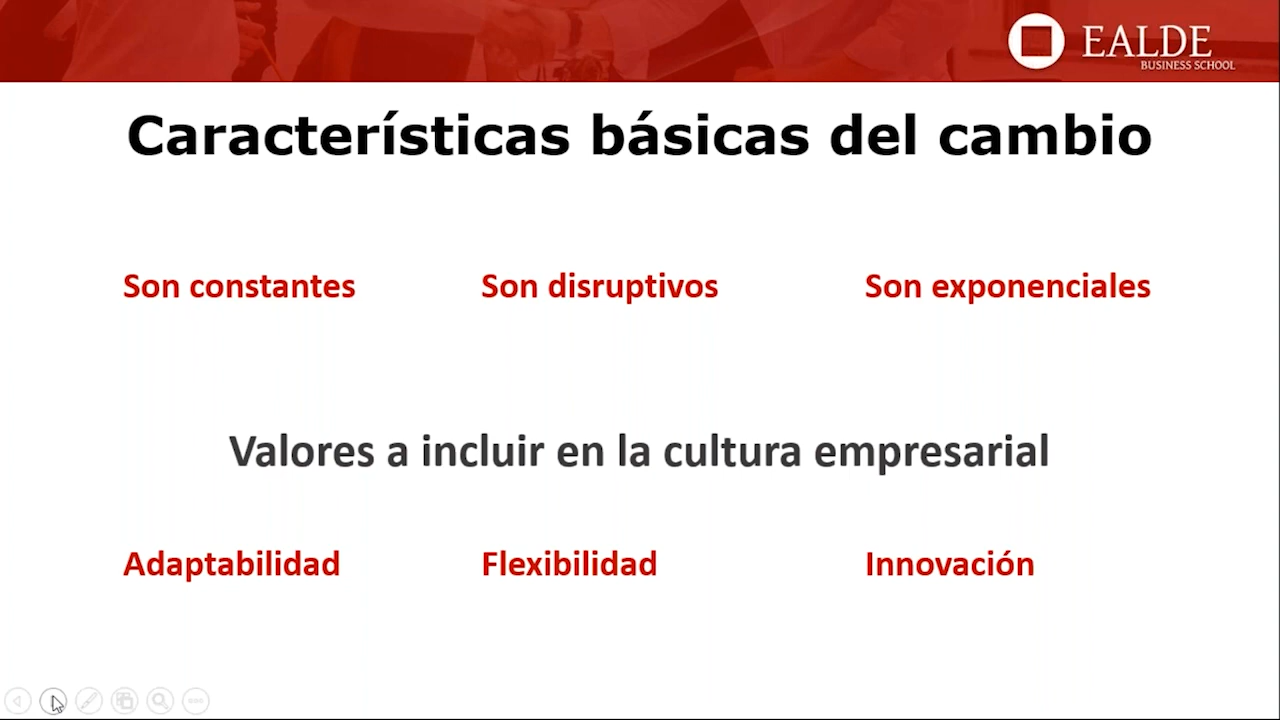 EALDE
BUSINESS SCHOOL
Características básicas del cambio
Son constantes
Son disruptivos
Son exponenciales
Valores a incluir en la cultura empresarial
Adaptabilidad
Flexibilidad
Innovación